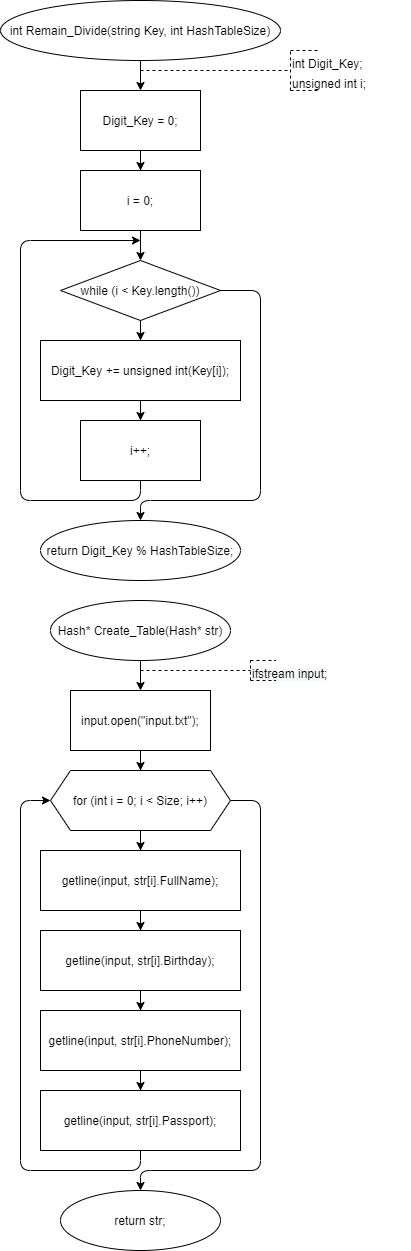 int Remain_Divide(string Key, int HashTableSize)
int Digit_Key;
unsigned int i;
Digit_Key = 0;
i = 0;
while (i < Key.length())
Digit_Key += unsigned int(Key[i]);
i++;
return Digit_Key % HashTableSize;
Hash* Create_Table(Hash* str)
ifstream input;
input.open("input.txt");
for (int i = 0; i < Size; i++)
getline(input, str[i].FullName);
getline(input, str[i].Birthday);
getline(input, str[i].PhoneNumber);
getline(input, str[i].Passport);
return str;